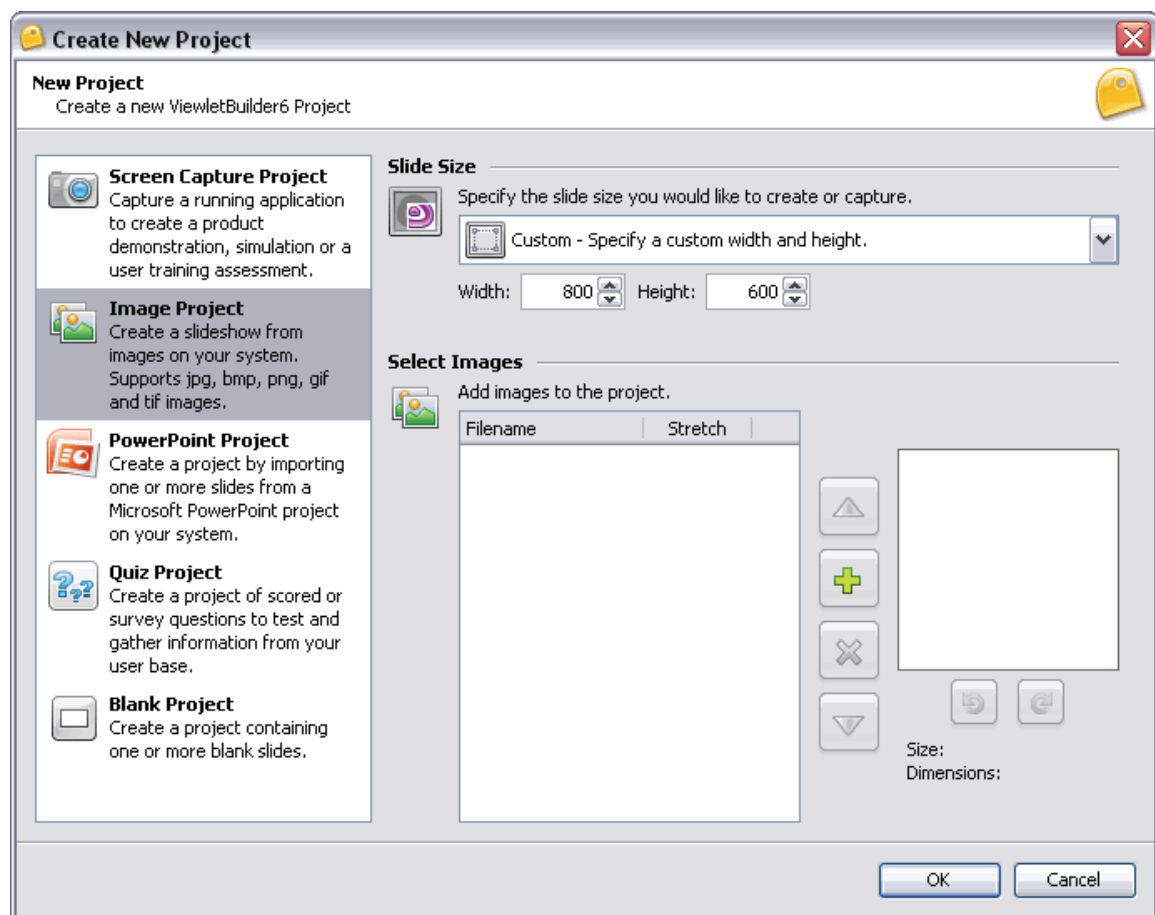 Create New Project
New Project
Create a new ViewletBuilder6 Project
Screen Capture Project
Capture a running application
to create a product
demonstration, simulation or a
user training assessment.
Image Project
Create a slideshow from
images on your system.
Supports jpg, bmp, png, gif
and tif images.
PowerPoint Project
Create a project by importing
one or more slides from a
Microsoft PowerPoint project
on your system.
Quiz Project
Create a project of scored or
survey questions to test and
gather information from your
user base.
Blank Project
Create a project containing
one or more blank slides.
Slide Size
Specify the slide size you would like to create or capture.
Custom - Specify a custom width and height.
Width: 800 Height: 600
Select Images
Add images to the project.
Filename Stretch
Size:
Dimensions:
OK Cancel